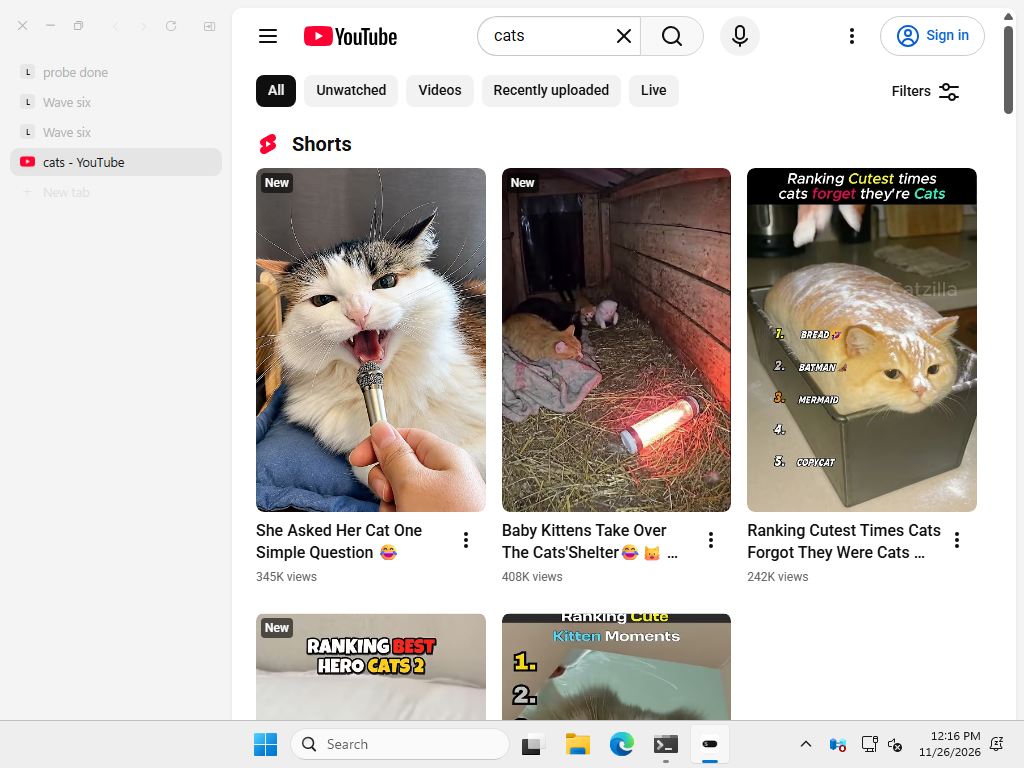 probe done
Wave six
Wave six
cats - YouTube
New tab
YouTube
cats
Sign in
All
Unwatched
Videos
Recently uploaded
Live
Filters
Shorts
New
New
Ranking Cutest times
cats forget they're Cats
Catzilla
1. BREAD
2. BATMAN
3. MERMAID
4.
5. COPYCAT
She Asked Her Cat One
Simple Question 😂
345K views
Baby Kittens Take Over
The Cats'Shelter😂 😺 ...
408K views
Ranking Cutest Times Cats
Forgot They Were Cats ...
242K views
New
RANKING BEST
HERO CATS 2
Ranking Cute
Kitten Moments
1.
2.
Search
12:16 PM
11/26/2026